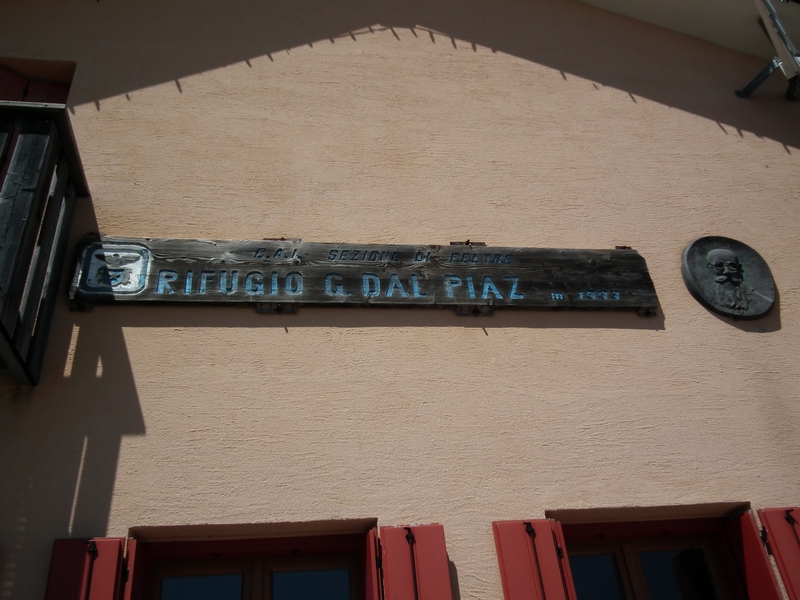 C.A.I. SEZIONE DI FELTRE
RIFUGIO G. DAL PIAZ m 1993